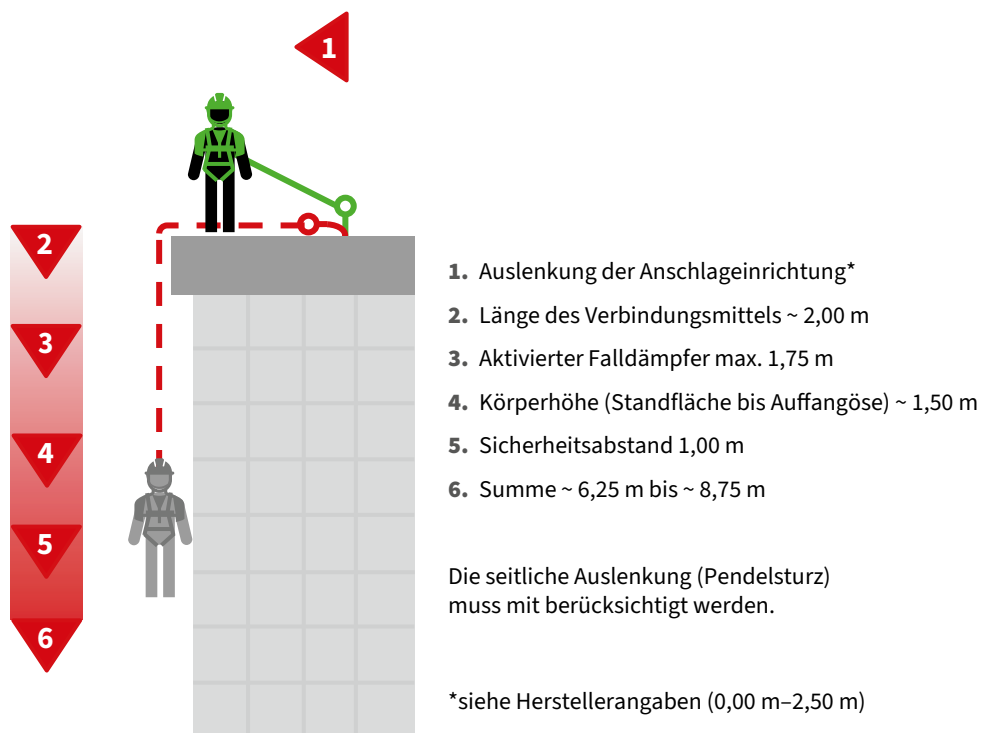 1
2
3
4
5
6
1. Auslenkung der Anschlageinrichtung*
2. Länge des Verbindungsmittels ~ 2,00 m
3. Aktivierter Falldämpfer max. 1,75 m
4. Körperhöhe (Standfläche bis Auffangöse) ~ 1,50 m
5. Sicherheitsabstand 1,00 m
6. Summe ~ 6,25 m bis ~ 8,75 m
Die seitliche Auslenkung (Pendelsturz)
muss mit berücksichtigt werden.
*siehe Herstellerangaben (0,00 m–2,50 m)